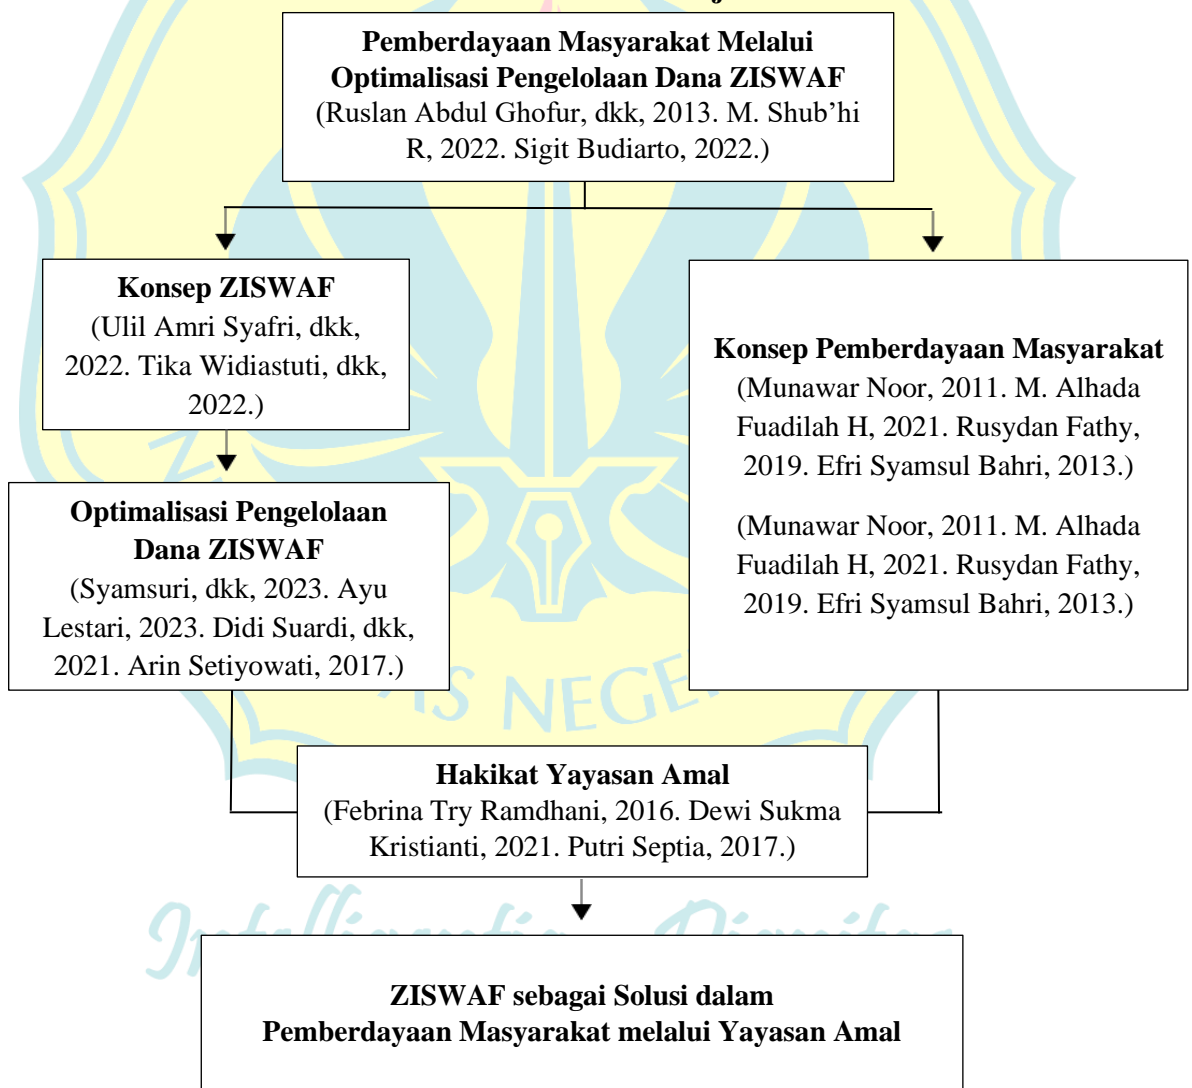 Pemberdayaan Masyarakat Melalui
Optimalisasi Pengelolaan Dana ZISWAF
(Ruslan Abdul Ghofur, dkk, 2013. M. Shub’hi
R, 2022. Sigit Budiarto, 2022.)
Konsep ZISWAF
(Ulil Amri Syafri, dkk,
2022. Tika Widiastuti, dkk,
2022.)
Optimalisasi Pengelolaan
Dana ZISWAF
(Syamsuri, dkk, 2023. Ayu
Lestari, 2023. Didi Suardi, dkk,
2021. Arin Setiyowati, 2017.)
Konsep Pemberdayaan Masyarakat
(Munawar Noor, 2011. M. Alhada
Fuadilah H, 2021. Rusydan Fathy,
2019. Efri Syamsul Bahri, 2013.)
(Munawar Noor, 2011. M. Alhada
Fuadilah H, 2021. Rusydan Fathy,
2019. Efri Syamsul Bahri, 2013.)
Hakikat Yayasan Amal
(Febrina Try Ramdhani, 2016. Dewi Sukma
Kristianti, 2021. Putri Septia, 2017.)
ZISWAF sebagai Solusi dalam
Pemberdayaan Masyarakat melalui Yayasan Amal